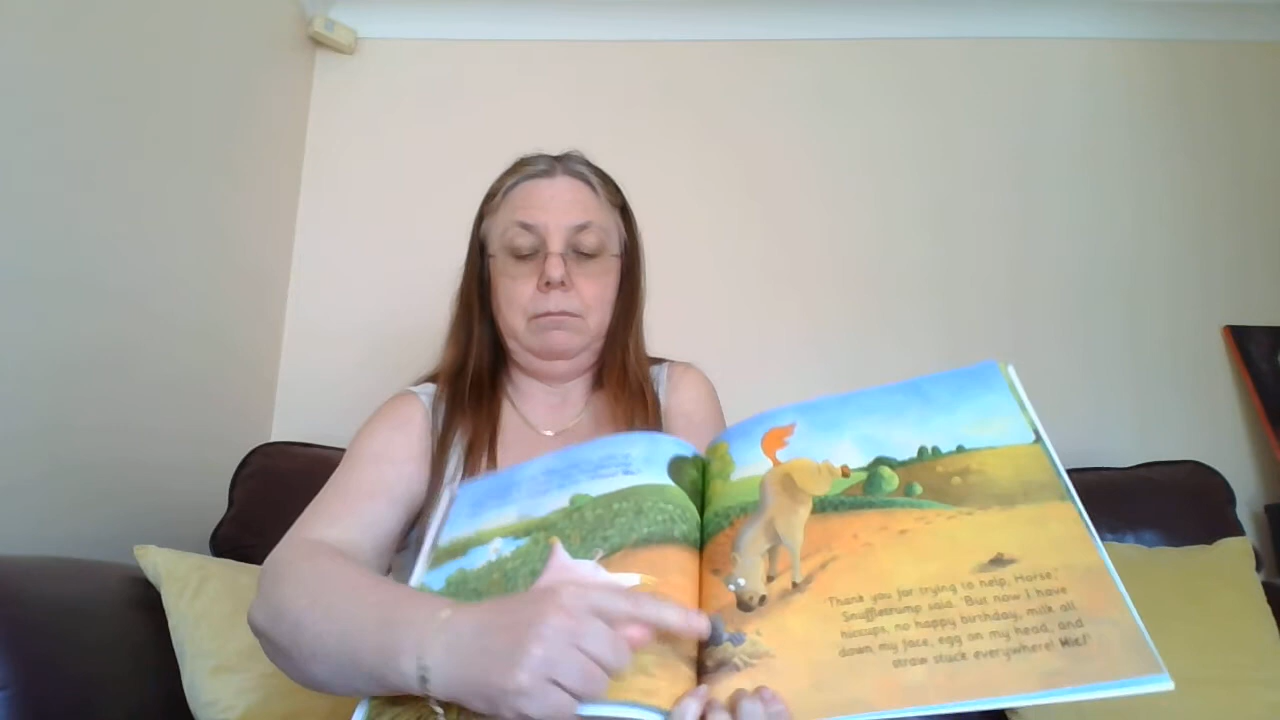 "Thank you for trying to help, Horse,"
Snuffletrump said. "But now I have
hiccups, no happy birthday, milk all
down my face, egg on my head, and
straw stuck everywhere! Hic!"